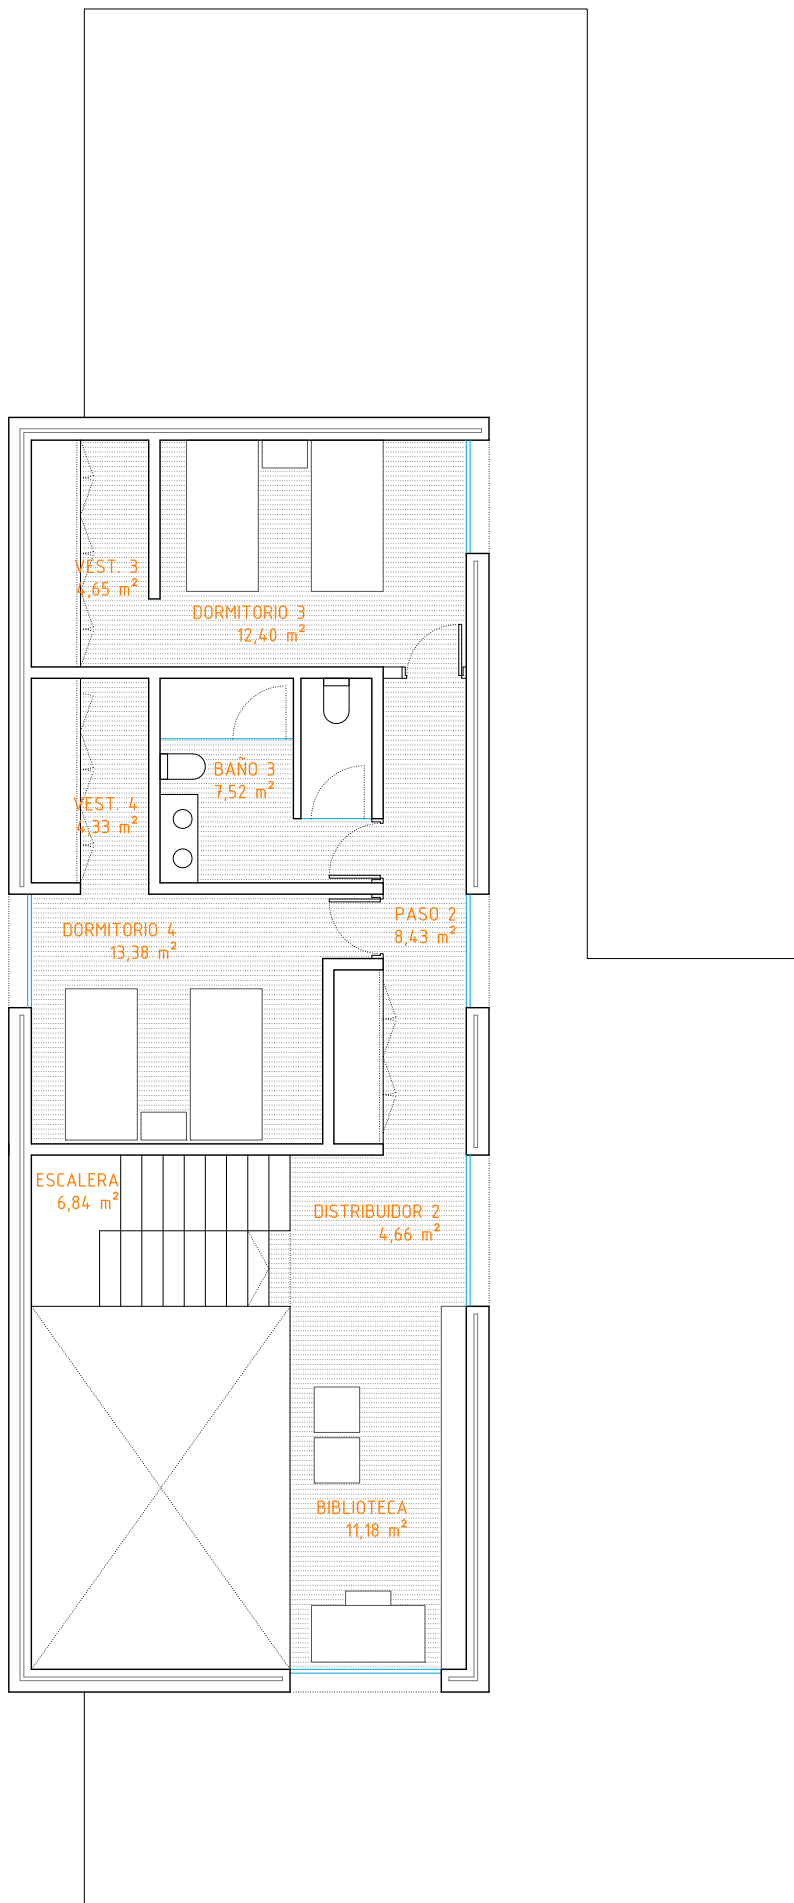 VEST. 3
4,65 m²
DORMITORIO 3
12,40 m²
BAÑO 3
7,52 m²
VEST. 4
4,33 m²
PASO 2
8,43 m²
DORMITORIO 4
13,38 m²
ESCALERA
6,84 m²
DISTRIBUIDOR 2
4,66 m²
BIBLIOTECA
11,18 m²